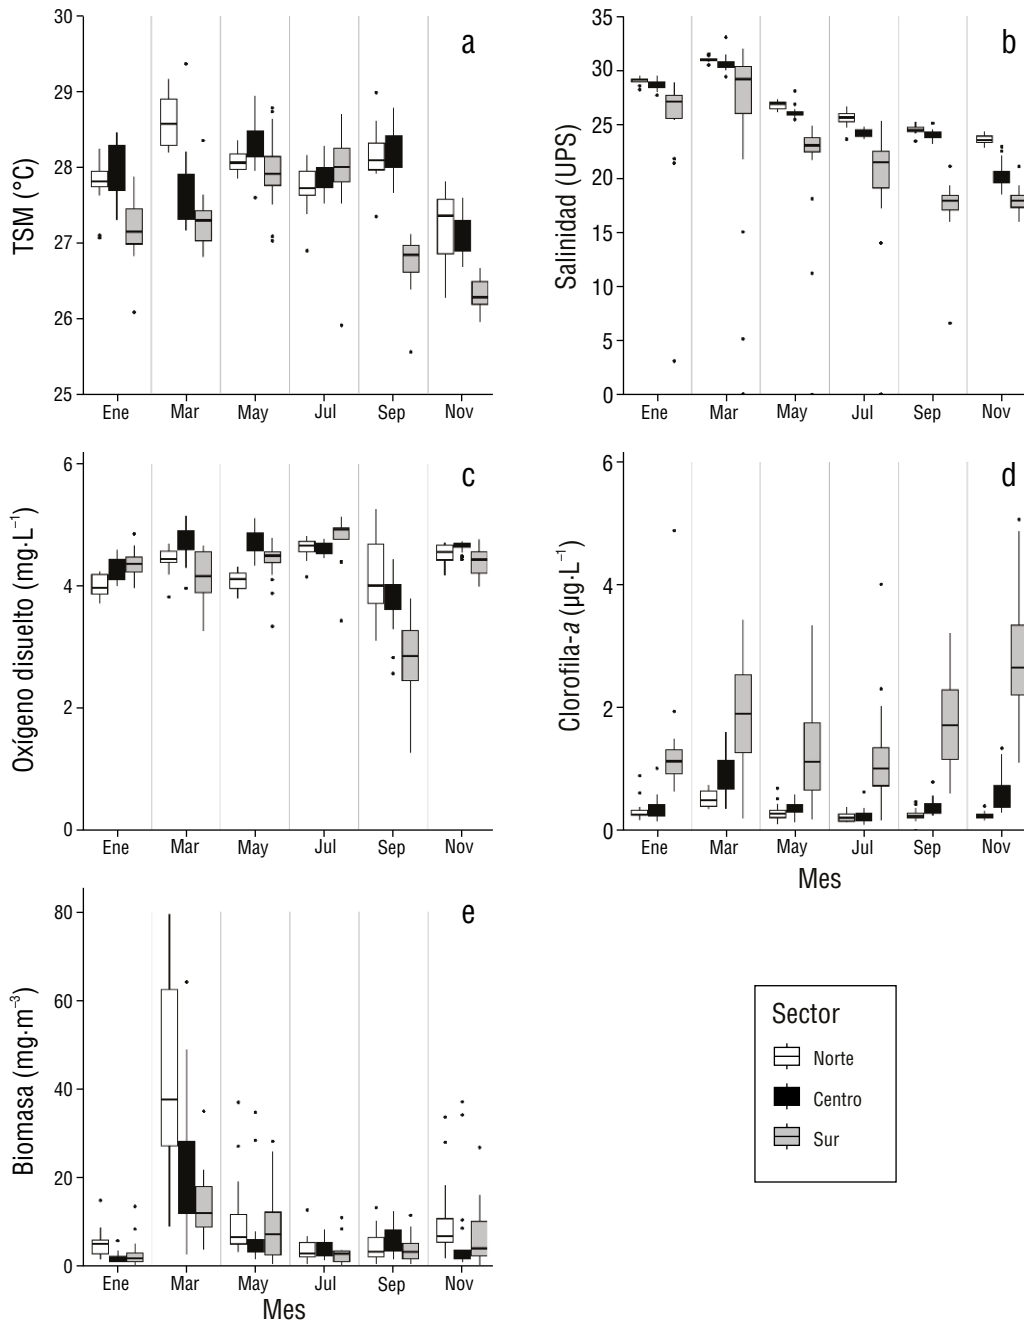 a
TSM (°C)
30
29
28
27
26
25
Ene Mar May Jul Sep Nov
b
Salinidad (UPS)
35
30
25
20
15
10
5
0
Ene Mar May Jul Sep Nov
c
Oxígeno disuelto (mg·L⁻¹)
6
4
2
0
Ene Mar May Jul Sep Nov
d
Clorofila-a (µg·L⁻¹)
6
4
2
0
Ene Mar May Jul Sep Nov
Mes
e
Biomasa (mg·m⁻³)
80
60
40
20
0
Ene Mar May Jul Sep Nov
Mes
Sector
Norte
Centro
Sur